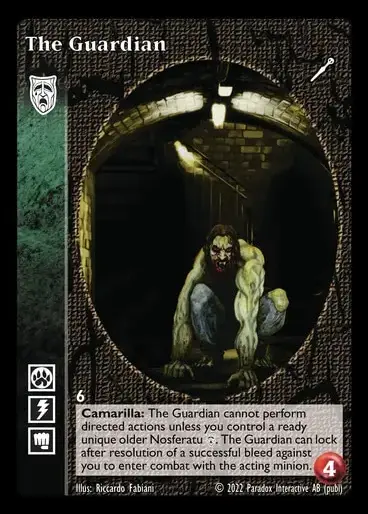 The Guardian
6
Camarilla: The Guardian cannot perform
directed actions unless you control a ready
unique older Nosferatu. The Guardian can lock
after resolution of a successful bleed against
you to enter combat with the acting minion.
4
Illus: Riccardo Fabiani © 2022 Paradox Interactive AB (publ)